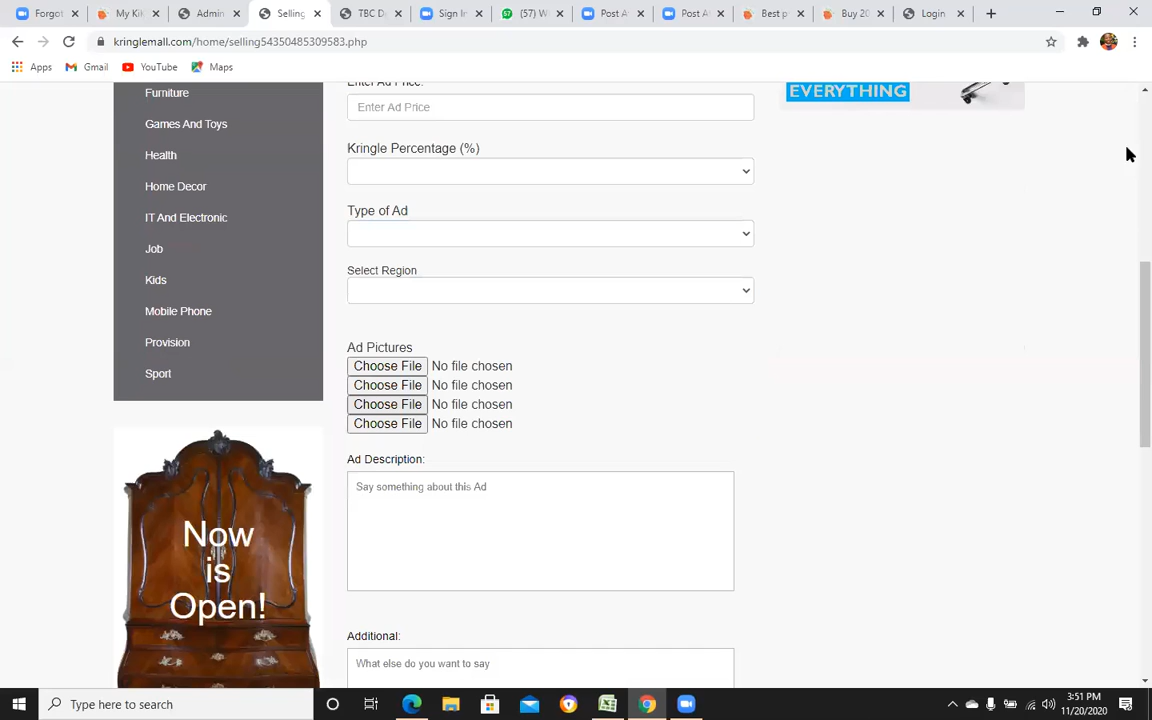 Forgot
My Kik
Admin
Selling
TBC D
Sign In
(57) W
Post A
Post A
Best p
Buy 20
Login
kringlemall.com/home/selling54350485309583.php
Apps
Gmail
YouTube
Maps
Furniture
Games And Toys
Health
Home Decor
IT And Electronic
Job
Kids
Mobile Phone
Provision
Sport
Now
is
Open!
Enter Ad Price:
Enter Ad Price
Kringle Percentage (%)
Type of Ad
Select Region
Ad Pictures
Choose File No file chosen
Choose File No file chosen
Choose File No file chosen
Choose File No file chosen
Ad Description:
Say something about this Ad
Additional:
What else do you want to say
EVERYTHING
Type here to search
3:51 PM
11/20/2020